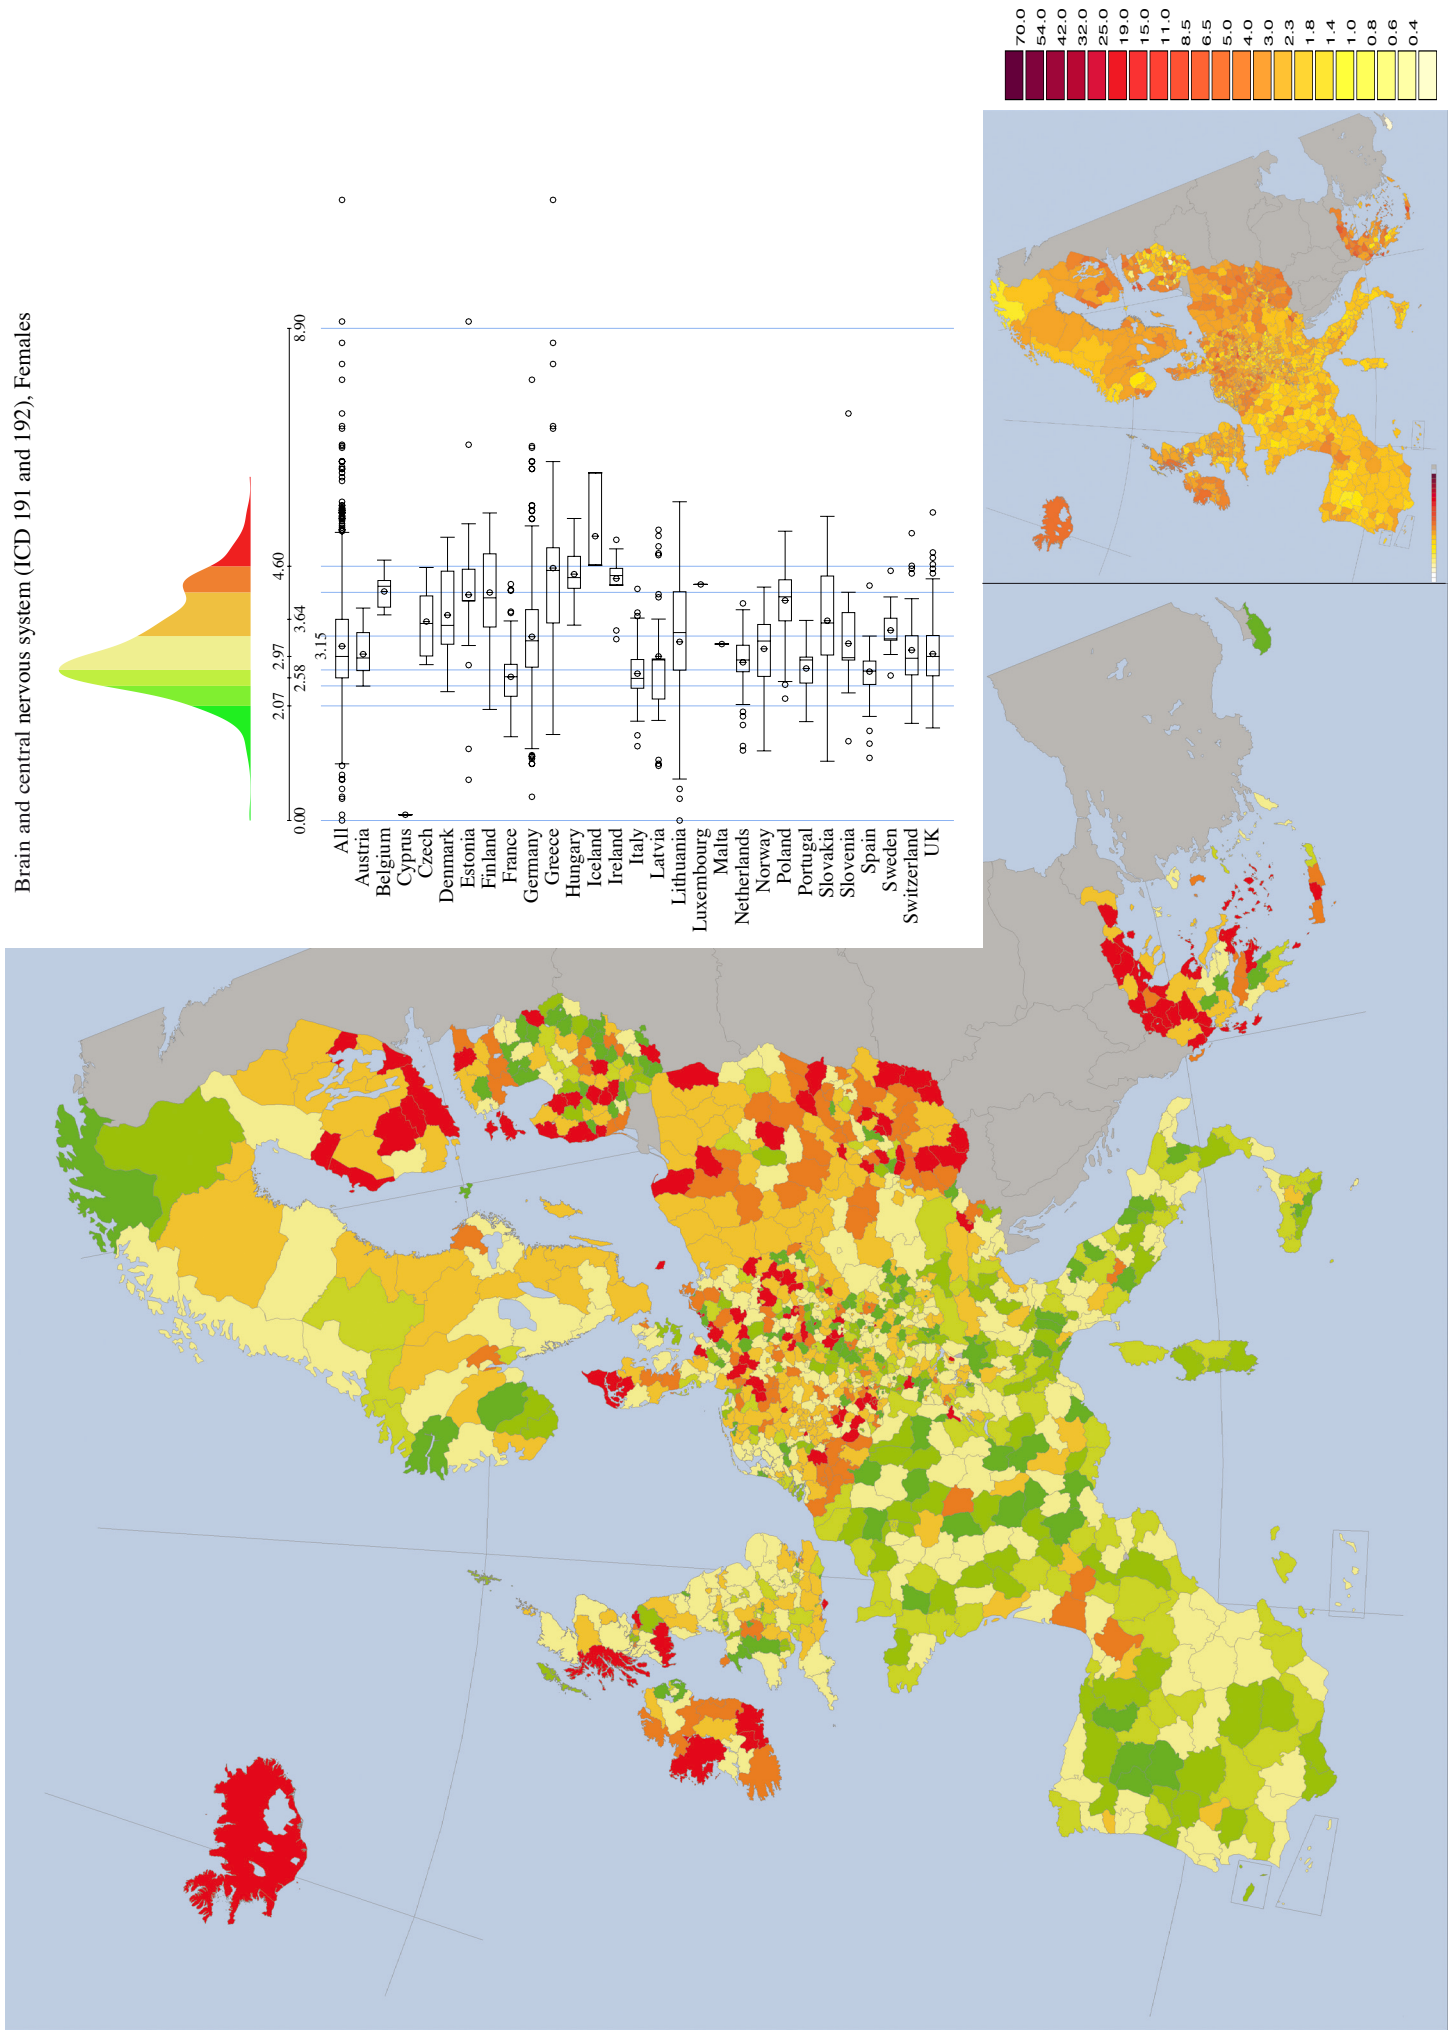 Brain and central nervous system (ICD 191 and 192), Females
0.00
2.07
2.58
2.97
3.15
3.64
4.60
8.90
All
Austria
Belgium
Cyprus
Czech
Denmark
Estonia
Finland
France
Germany
Greece
Hungary
Iceland
Ireland
Italy
Latvia
Lithuania
Luxembourg
Malta
Netherlands
Norway
Poland
Portugal
Slovakia
Slovenia
Spain
Sweden
Switzerland
UK
70.0
54.0
42.0
32.0
25.0
19.0
15.0
11.0
8.5
6.5
5.0
4.0
3.0
2.3
1.8
1.4
1.0
0.8
0.6
0.4